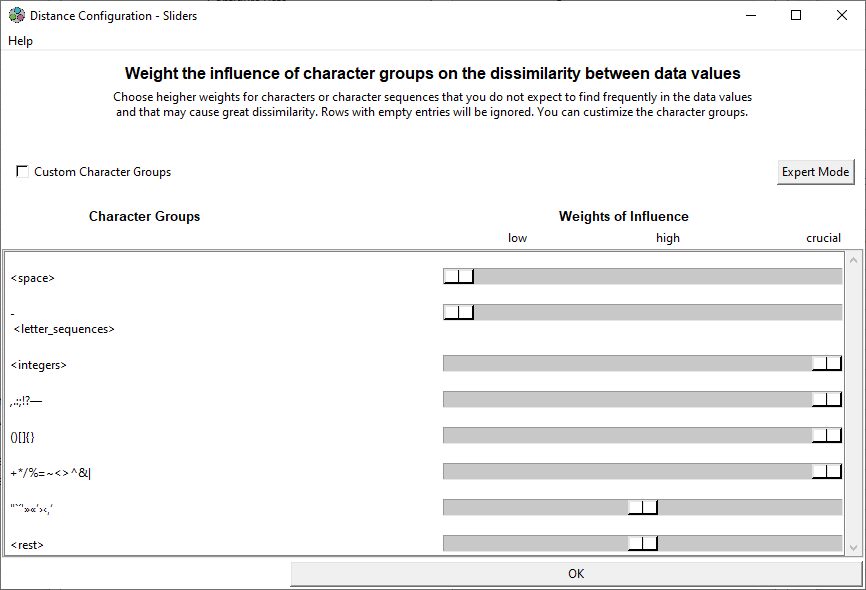 Distance Configuration - Sliders
Help
Weight the influence of character groups on the dissimilarity between data values
Choose heigher weights for characters or character sequences that you do not expect to find frequently in the data values
and that may cause great dissimilarity. Rows with empty entries will be ignored. You can custimize the character groups.
Custom Character Groups
Expert Mode
Character Groups
Weights of Influence
low high crucial
<space>
-
<letter_sequences>
<integers>
,.:;!?—
()[]{}
+*/%=~<>^&|
"`´'»«’›‹‚‘
<rest>
OK